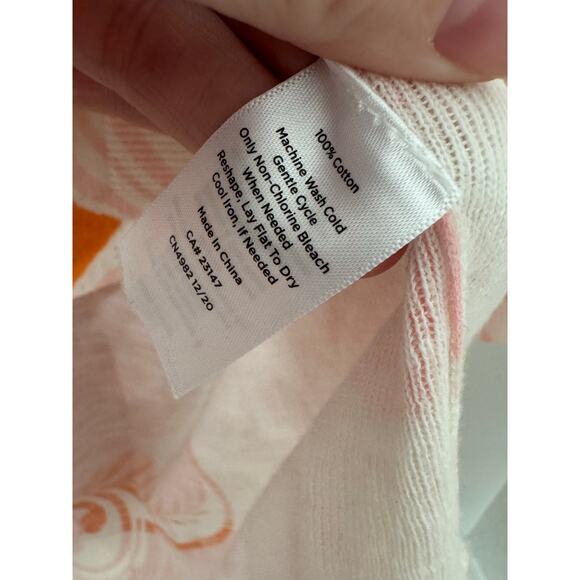 100% Cotton
Machine Wash Cold
Gentle Cycle
Only Non-Chlorine Bleach
When Needed
Reshape, Lay Flat To Dry
Cool Iron, If Needed
Made in China
CA# 23147
CN4982 12/20